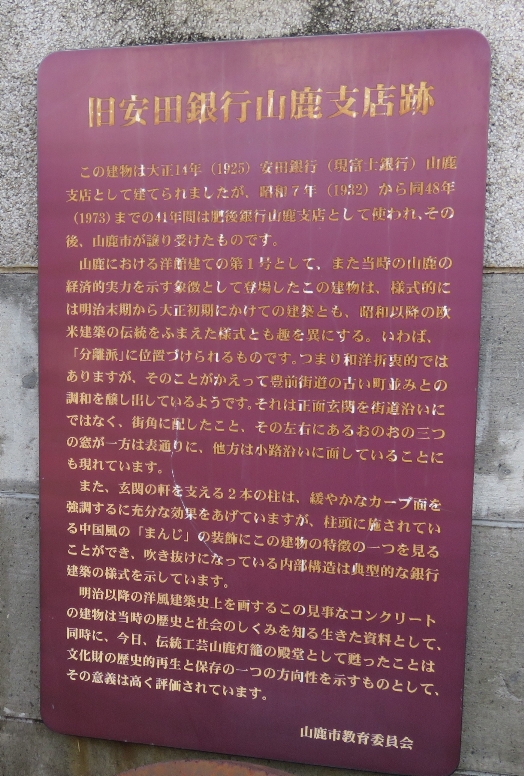 旧安田銀行山鹿支店跡
この建物は大正14年（1925）安田銀行（現富士銀行）山鹿
支店として建てられましたが、昭和７年（1932）から同48年
（1973）までの41年間は肥後銀行山鹿支店として使われ、その
後、山鹿市が譲り受けたものです。
山鹿における洋館建ての第１号として、また当時の山鹿の
経済的実力を示す象徴として登場したこの建物は、様式的に
は明治末期から大正初期にかけての建築とも、昭和以降の欧
米建築の伝統をふまえた様式とも趣を異にする。いわば、
「分離派」に位置づけられるものです。つまり和洋折衷的では
ありますが、そのことがかえって豊前街道の古い町並みとの
調和を醸し出しているようです。それは正面玄関を街道沿いに
ではなく、街角に配したこと、その左右にあるおのおの三つ
の窓が一方は表通りに、他方は小路沿いに面していることに
も現れています。
また、玄関の軒を支える２本の柱は、緩やかなカーブ面を
強調するに充分な効果をあげていますが、柱頭に施されてい
る中国風の「まんじ」の装飾にこの建物の特徴の一つを見る
ことができ、吹き抜けになっている内部構造は典型的な銀行
建築の様式を示しています。
明治以降の洋風建築史上を画するこの見事なコンクリート
の建物は当時の歴史と社会のしくみを知る生きた資料として、
同時に、今日、伝統工芸山鹿灯籠の殿堂として甦ったことは
文化財の歴史的再生と保存の一つの方向性を示すものとして、
その意義は高く評価されています。
山鹿市教育委員会